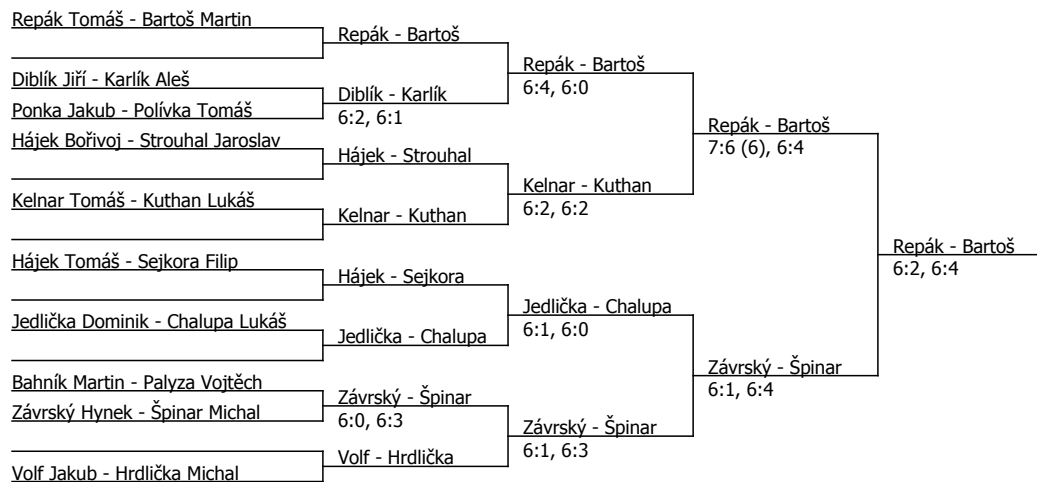 Repák Tomáš - Bartoš Martin
Diblík Jiří - Karlík Aleš
Ponka Jakub - Polívka Tomáš
Hájek Bořivoj - Strouhal Jaroslav
Kelnar Tomáš - Kuthan Lukáš
Hájek Tomáš - Sejkora Filip
Jedlička Dominik - Chalupa Lukáš
Bahník Martin - Palyza Vojtěch
Závrský Hynek - Špinar Michal
Volf Jakub - Hrdlička Michal
Repák - Bartoš
Diblík - Karlík
6:2, 6:1
Hájek - Strouhal
Kelnar - Kuthan
Hájek - Sejkora
Jedlička - Chalupa
Závrský - Špinar
6:0, 6:3
Volf - Hrdlička
Repák - Bartoš
6:4, 6:0
Kelnar - Kuthan
6:2, 6:2
Jedlička - Chalupa
6:1, 6:0
Závrský - Špinar
6:1, 6:3
Repák - Bartoš
7:6 (6), 6:4
Závrský - Špinar
6:1, 6:4
Repák - Bartoš
6:2, 6:4